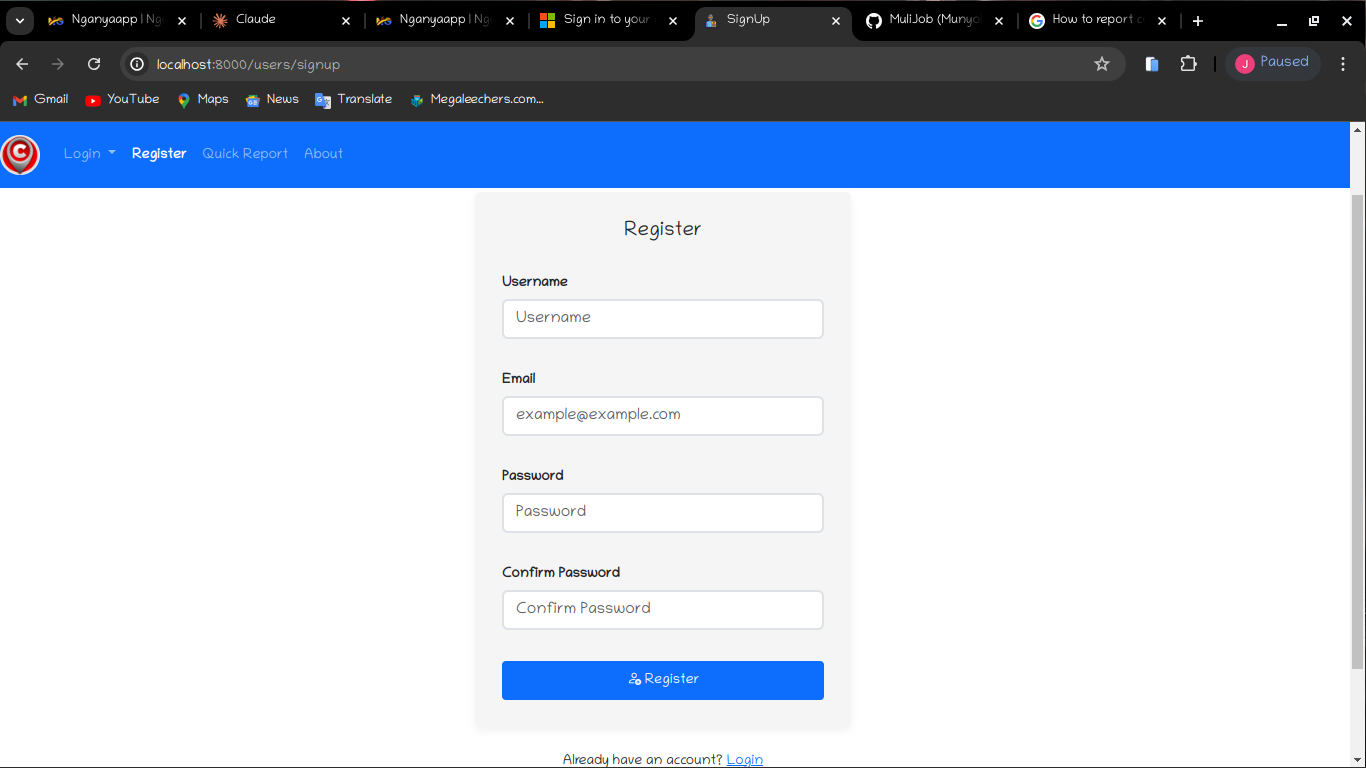 Nganyaapp | Ng
Claude
Nganyaapp | Ng
Sign in to your
SignUp
MuliJob (Munyo
How to report c
localhost:8000/users/signup
J Paused
Gmail
YouTube
Maps
News
Translate
Megaleechers.com...
C
Login
Register
Quick Report
About
Register
Username
Username
Email
example@example.com
Password
Password
Confirm Password
Confirm Password
Register
Already have an account? Login